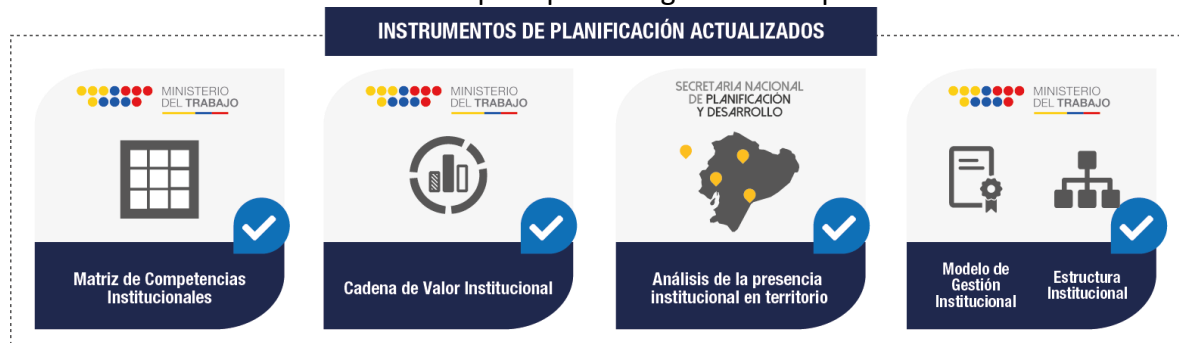 INSTRUMENTOS DE PLANIFICACIÓN ACTUALIZADOS
MINISTERIO
DEL TRABAJO
Matriz de Competencias
Institucionales
MINISTERIO
DEL TRABAJO
Cadena de Valor Institucional
SECRETARIA NACIONAL
DE PLANIFICACIÓN
Y DESARROLLO
Análisis de la presencia
institucional en territorio
MINISTERIO
DEL TRABAJO
Modelo de
Gestión
Institucional
Estructura
Institucional